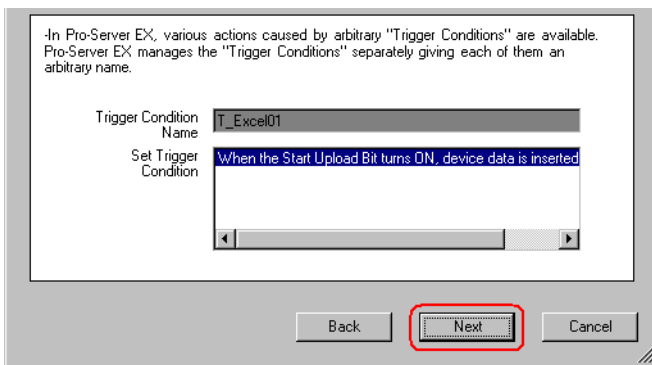 -In Pro-Server EX, various actions caused by arbitrary "Trigger Conditions" are available.
Pro-Server EX manages the "Trigger Conditions" separately giving each of them an
arbitrary name.
Trigger Condition
Name
T_Excel01
Set Trigger
Condition
When the Start Upload Bit turns ON, device data is inserted
Back
Next
Cancel